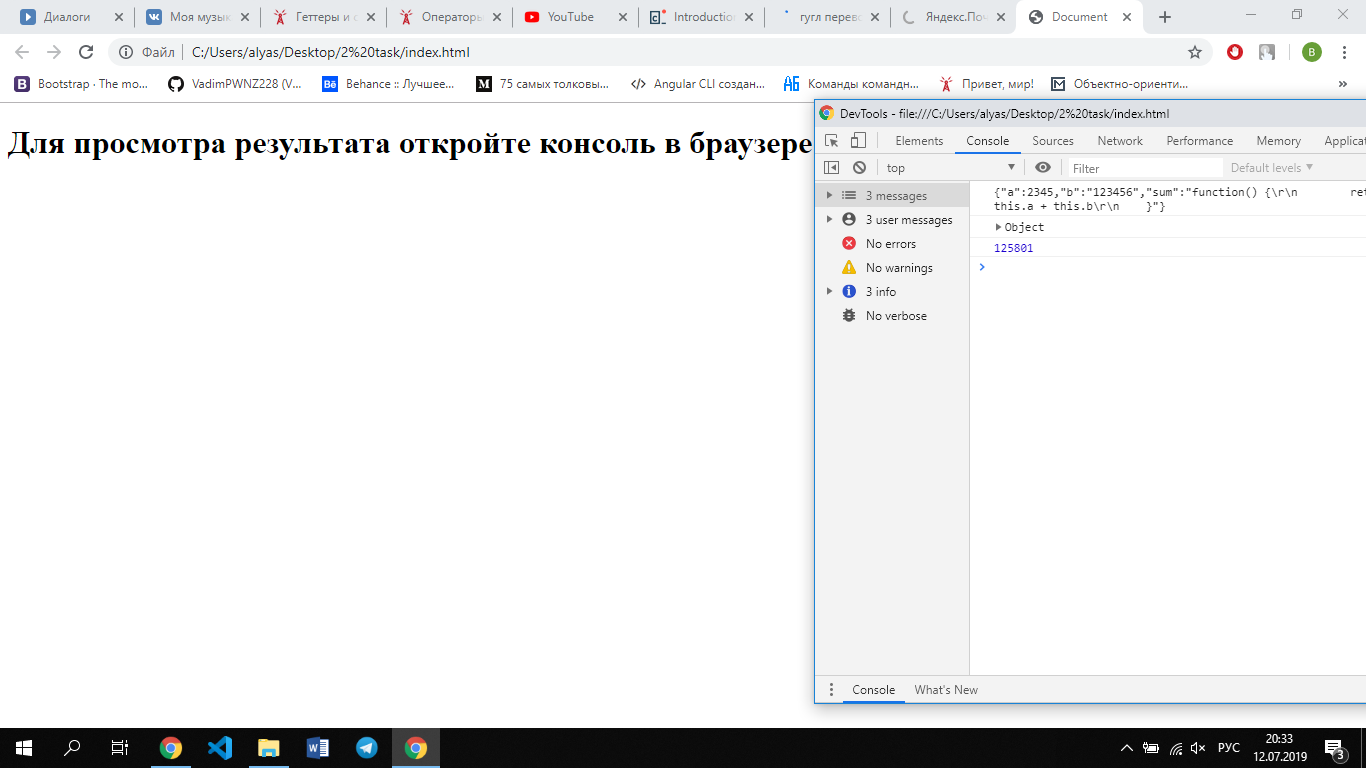 Диалоги
Моя музык
Геттеры и с
Операторы
YouTube
Introduction
гугл перево
Яндекс.Поч
Document
Файл
C:/Users/alyas/Desktop/2%20task/index.html
B
Bootstrap · The mo...
VadimPWNZ228 (V...
Behance :: Лучшее...
75 самых толковы...
Angular CLI создан...
Команды командн...
Привет, мир!
Объектно-ориенти...
»
Для просмотра результата откройте консоль в браузере
DevTools - file:///C:/Users/alyas/Desktop/2%20task/index.html
Elements
Console
Sources
Network
Performance
Memory
Applicat
top
Filter
Default levels
3 messages
3 user messages
No errors
No warnings
3 info
No verbose
{"a":2345,"b":"123456","sum":"function() {\r\n ret
this.a + this.b\r\n }"}
Object
125801
Console
What's New
РУС
20:33
12.07.2019
3